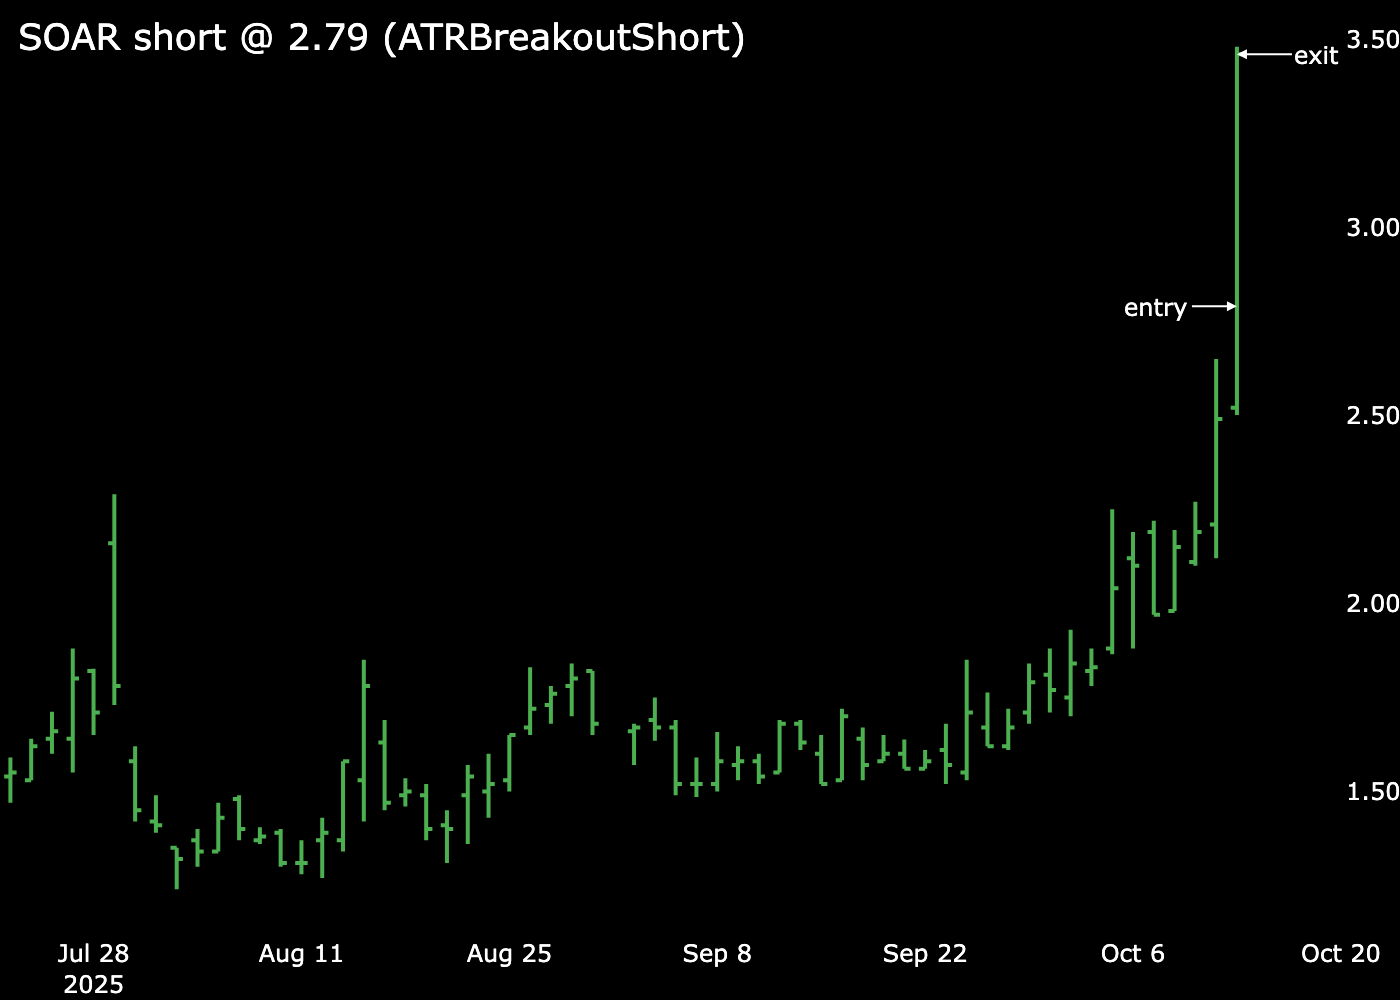 SOAR short @ 2.79 (ATRBreakoutShort)
3.50
exit
3.00
entry
2.50
2.00
1.50
Jul 28
2025
Aug 11
Aug 25
Sep 8
Sep 22
Oct 6
Oct 20